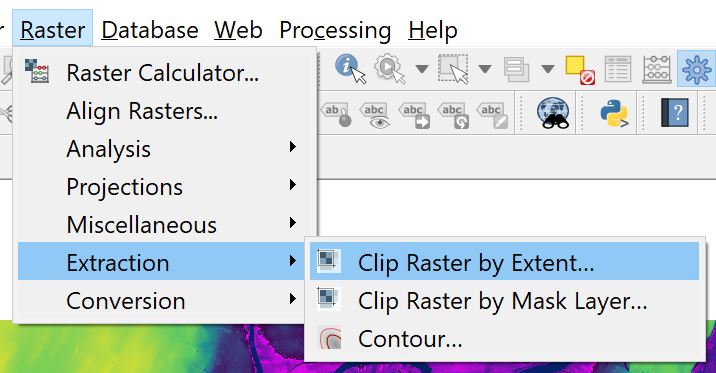 Raster Database Web Processing Help
Raster Calculator...
Align Rasters...
Analysis
Projections
Miscellaneous
Extraction
Conversion
Clip Raster by Extent...
Clip Raster by Mask Layer...
Contour...
ab
abc
abc
abc
abc